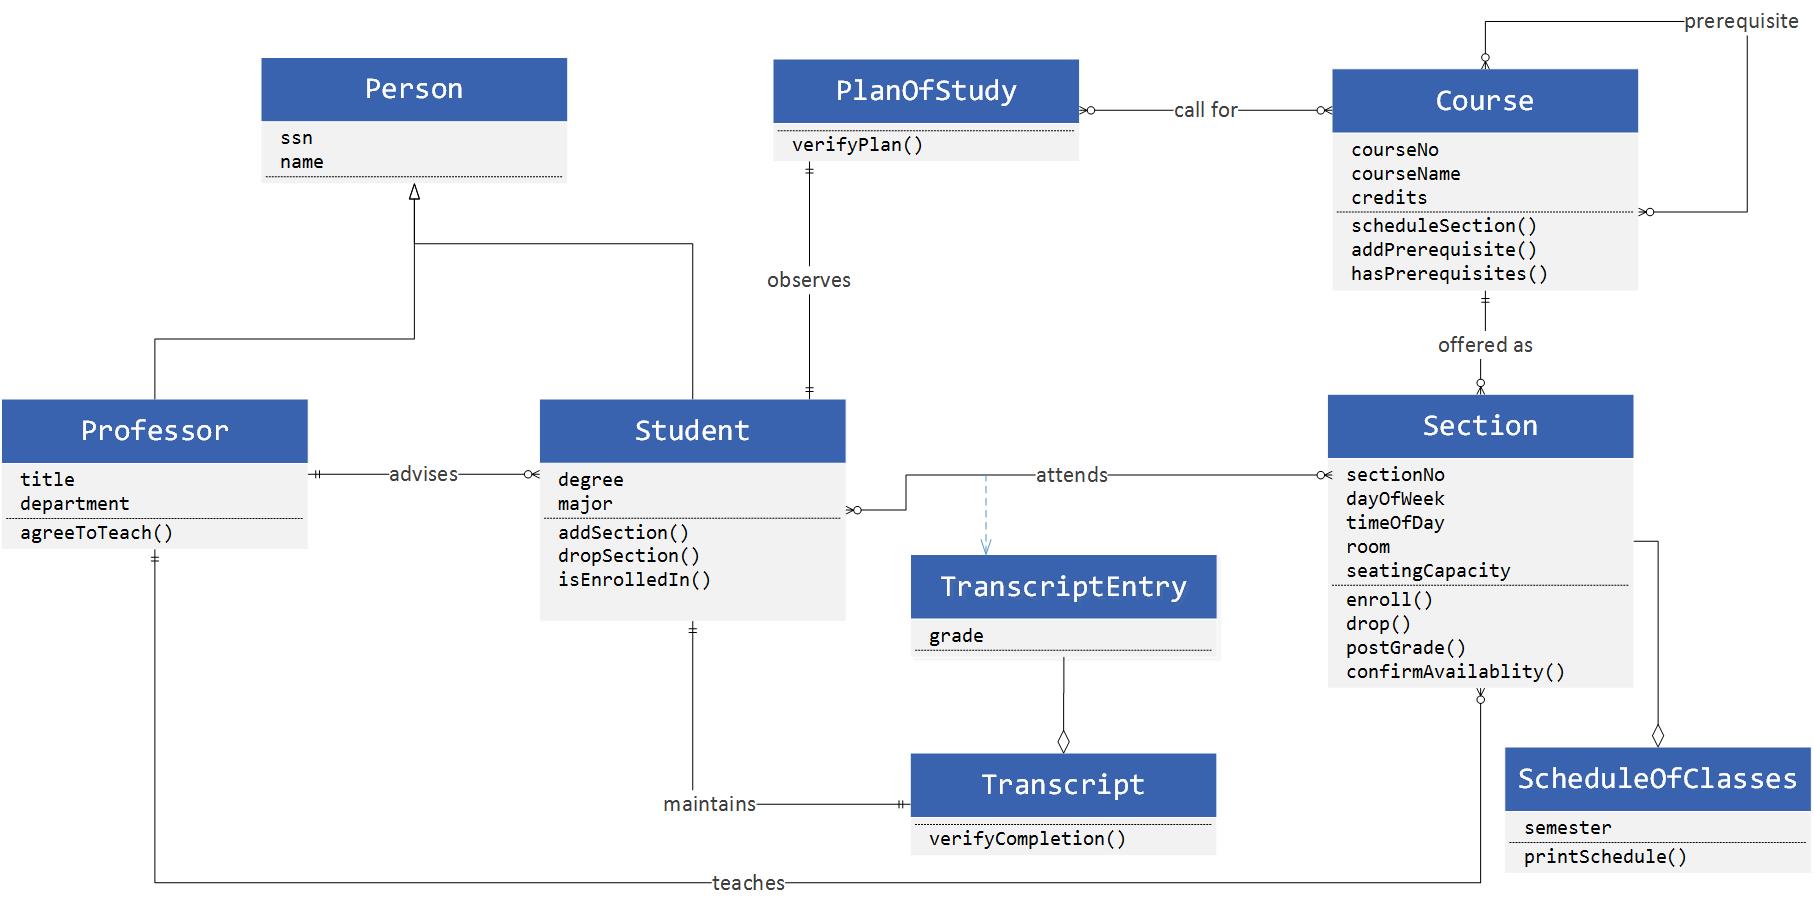 prerequisite
Person
ssn
name
PlanOfStudy
verifyPlan()
call for
Course
courseNo
courseName
credits
scheduleSection()
addPrerequisite()
hasPrerequisites()
observes
offered as
Professor
title
department
agreeToTeach()
advises
Student
degree
major
addSection()
dropSection()
isEnrolledIn()
attends
Section
sectionNo
dayOfWeek
timeOfDay
room
seatingCapacity
enroll()
drop()
postGrade()
confirmAvailablity()
TranscriptEntry
grade
maintains
Transcript
verifyCompletion()
ScheduleOfClasses
semester
printSchedule()
teaches